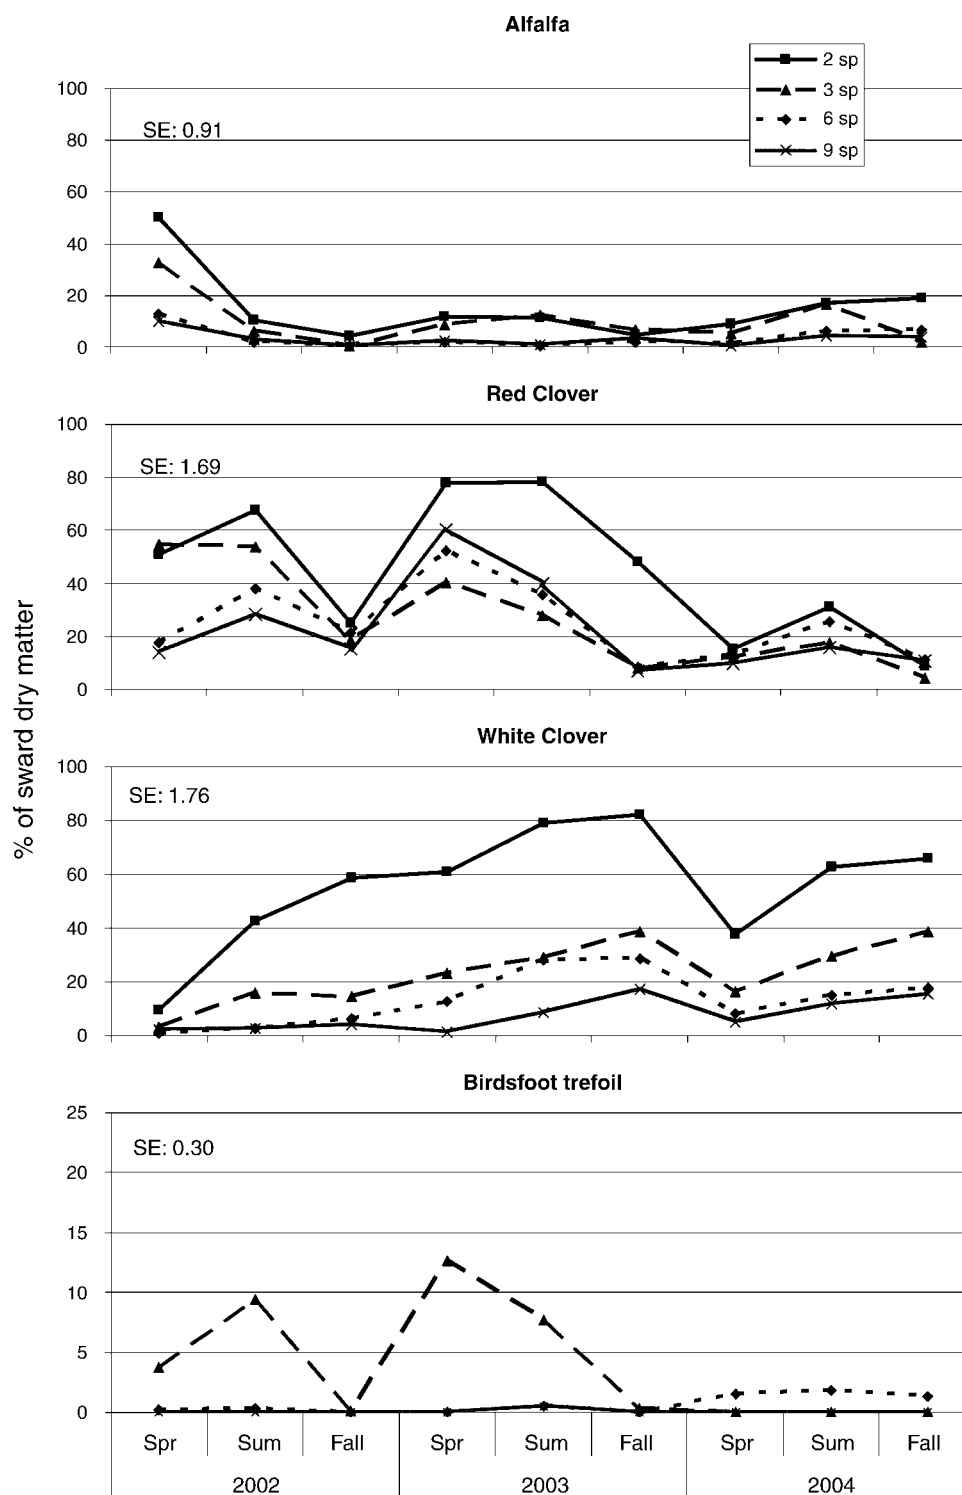 Alfalfa
2 sp
3 sp
6 sp
9 sp
SE: 0.91
100
80
60
40
20
0
Red Clover
SE: 1.69
100
80
60
40
20
0
% of sward dry matter
White Clover
SE: 1.76
100
80
60
40
20
0
Birdsfoot trefoil
SE: 0.30
25
20
15
10
5
0
Spr Sum Fall Spr Sum Fall Spr Sum Fall
2002 2003 2004